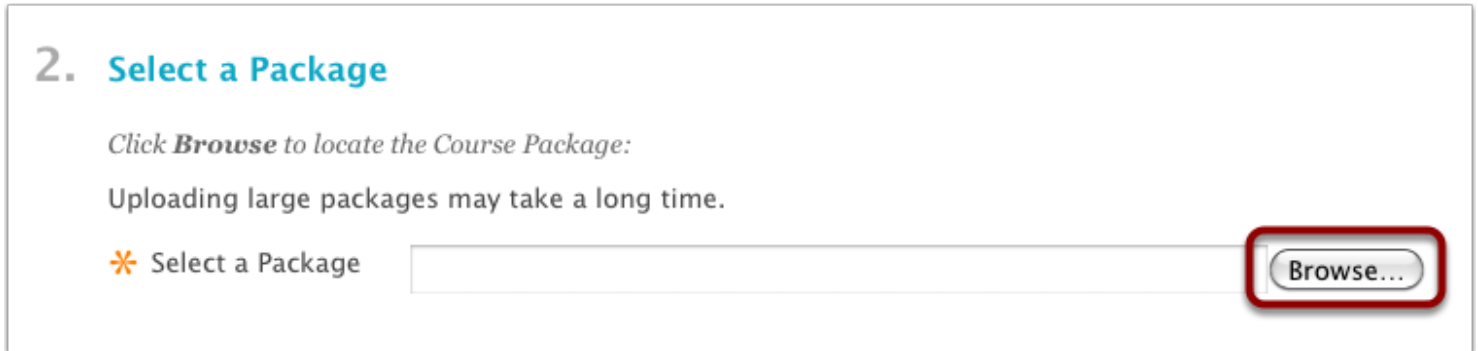 2. Select a Package
Click Browse to locate the Course Package:
Uploading large packages may take a long time.
* Select a Package Browse...